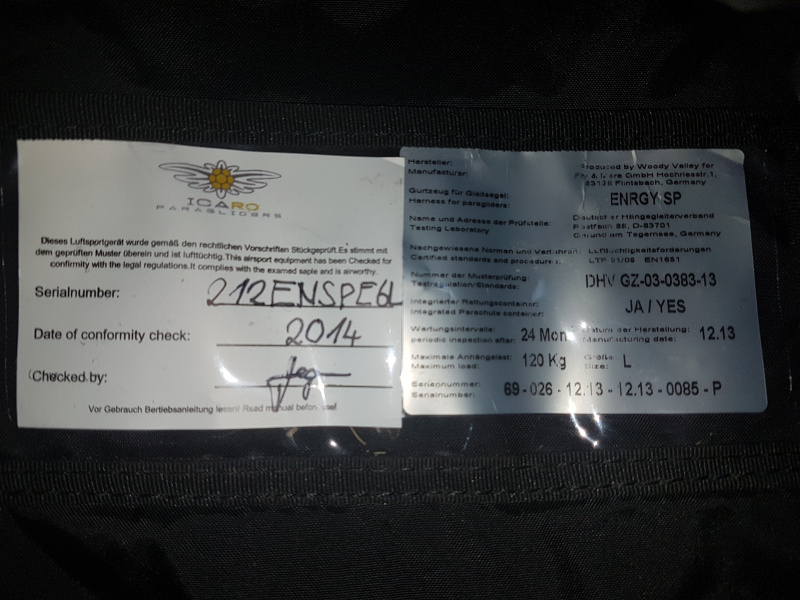 ICARO
PARAGLIDERS
Dieses Luftsportgerät wurde gemäß den rechtlichen Vorschriften Stückgeprüft.Es stimmt mit
dem geprüften Muster überein und ist lufttüchtig.This airsport equipment has been Checked for
confirmity with the legal regulations.It complies with the examed saple and is airworthy.
Serialnumber: 212ENSPE6L
Date of conformity check: 2014
Checked by:
Vor Gebrauch Bertiebsanleitung lesen! Read manual before use!
Hersteller: Produced by Woody Valley for
Manufacturer: Fly & more GmbH Hochriesstr.1,
83126 Flintsbach, Germany
Gurtzeug für Gleitsegel:
Harness for paragliders: ENRGY SP
Name und Adresse der Prüfstelle: Deutscher Hängegleiterverband
Testing Laboratory Postfach 88, D-83701
Gmund am Tegernsee, Germany
Nachgewiesene Normen und Verfahren: Lufttüchtigkeitsforderungen
Certified standards and procedure LTF 91/09 EN1651
Nummer der Musterprüfung: DHV GZ-03-0383-13
Testregulation/Standards:
Integrierter Rettungscontainer: JA / YES
Integrated Parachute container:
Wartungsintervalle: 24 Mon Datum der Herstellung: 12.13
periodic inspection after: Manufacturing date:
Maximale Anhängelast: 120 Kg Größe L
Maximum load: Size:
Seriennummer: 69-026 - 12.13 - 12.13 - 0085 - P
Serialnumber: